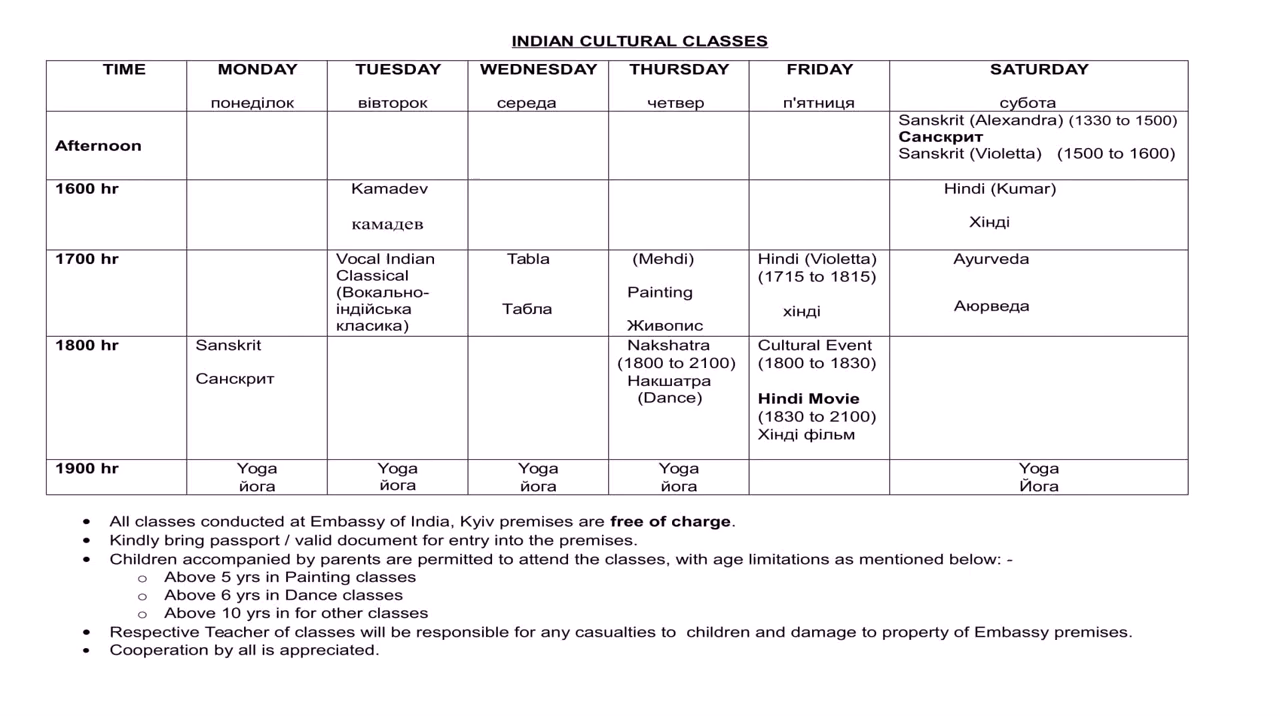 INDIAN CULTURAL CLASSES
TIME MONDAY TUESDAY WEDNESDAY THURSDAY FRIDAY SATURDAY
понеділок вівторок середа четвер п'ятниця субота
Afternoon
Sanskrit (Alexandra) (1330 to 1500)
Санскрит
Sanskrit (Violetta) (1500 to 1600)
1600 hr
Kamadev
камадев
Hindi (Kumar)
Хінді
1700 hr
Vocal Indian
Classical
(Вокально-
індійська
класика)
Tabla
Табла
(Mehdi)
Painting
Живопис
Hindi (Violetta)
(1715 to 1815)
хінді
Ayurveda
Аюрведа
1800 hr
Sanskrit
Санскрит
Nakshatra
(1800 to 2100)
Накшатра
(Dance)
Cultural Event
(1800 to 1830)
Hindi Movie
(1830 to 2100)
Хінді фільм
1900 hr
Yoga
йога
Yoga
йога
Yoga
йога
Yoga
йога
Yoga
Йога
• All classes conducted at Embassy of India, Kyiv premises are free of charge.
• Kindly bring passport / valid document for entry into the premises.
• Children accompanied by parents are permitted to attend the classes, with age limitations as mentioned below: -
o Above 5 yrs in Painting classes
o Above 6 yrs in Dance classes
o Above 10 yrs in for other classes
• Respective Teacher of classes will be responsible for any casualties to children and damage to property of Embassy premises.
• Cooperation by all is appreciated.